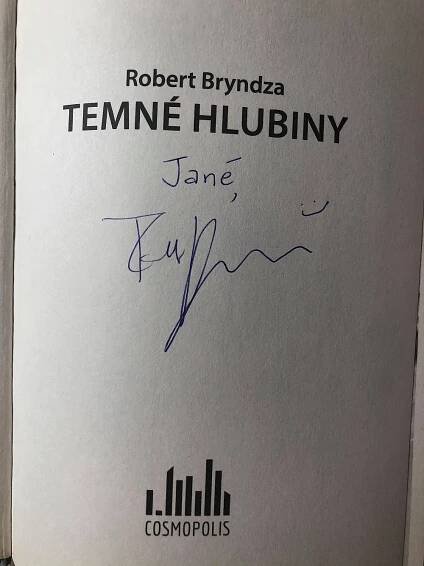 Robert Bryndza
TEMNÉ HLUBINY
Jané,
:)
COSMOPOLIS